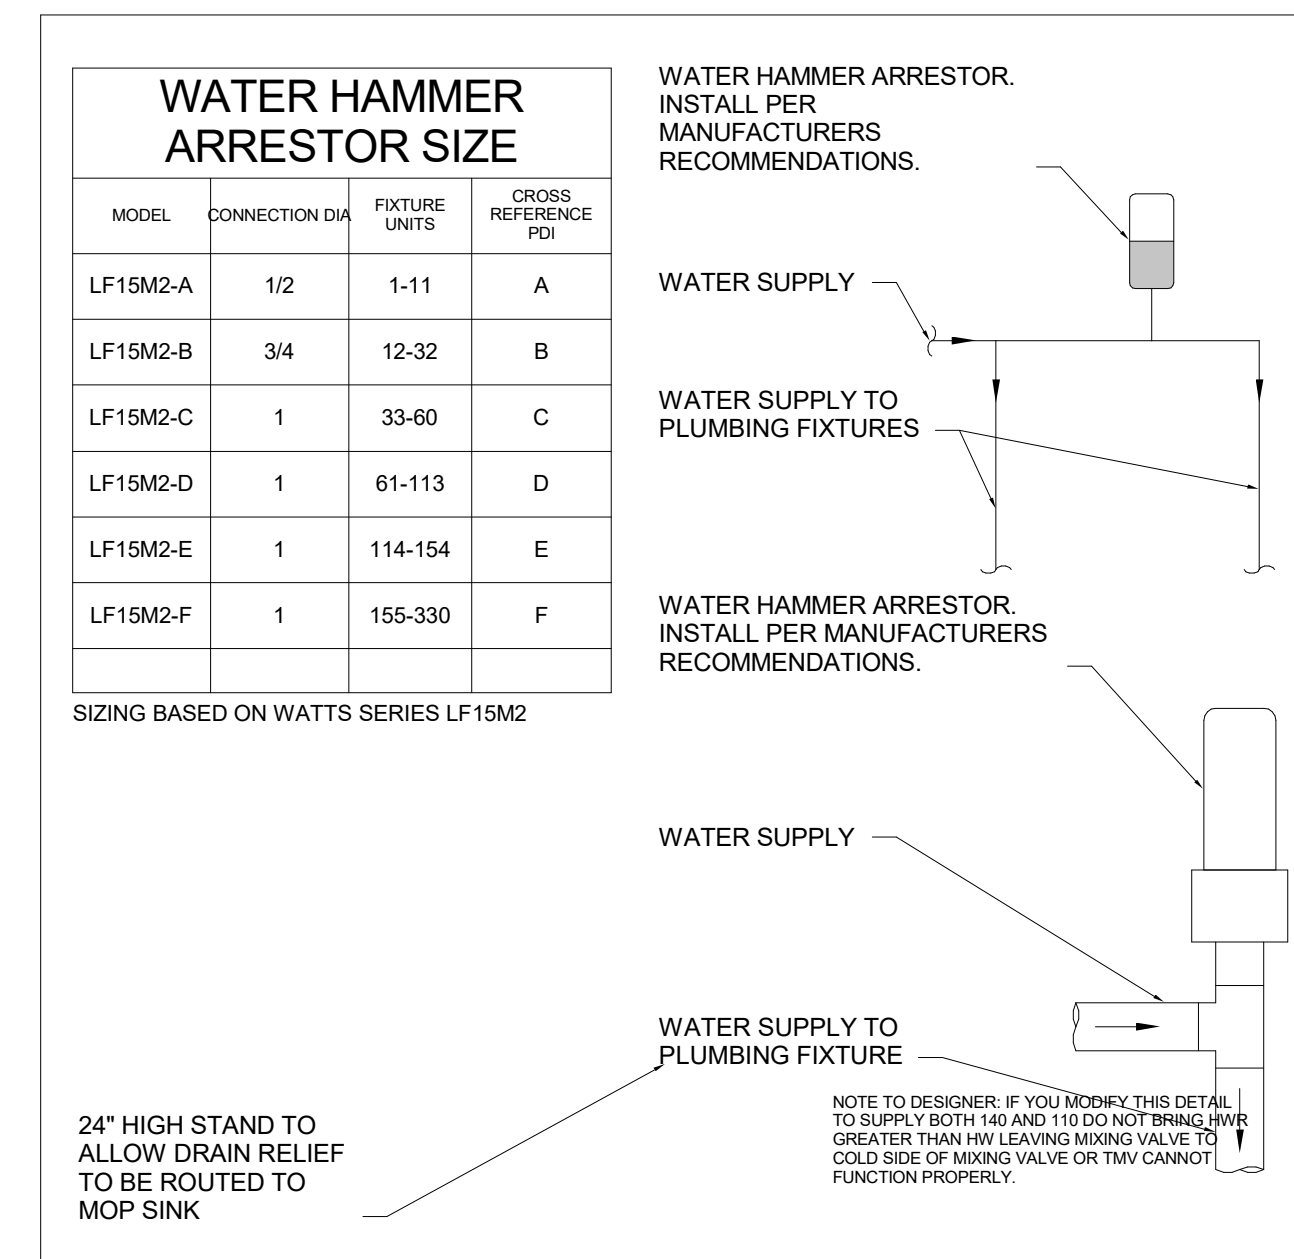 WATER HAMMER
ARRESTOR SIZE
MODEL CONNECTION DIA FIXTURE UNITS CROSS REFERENCE PDI
LF15M2-A 1/2 1-11 A
LF15M2-B 3/4 12-32 B
LF15M2-C 1 33-60 C
LF15M2-D 1 61-113 D
LF15M2-E 1 114-154 E
LF15M2-F 1 155-330 F
SIZING BASED ON WATTS SERIES LF15M2
WATER HAMMER ARRESTOR.
INSTALL PER
MANUFACTURERS
RECOMMENDATIONS.
WATER SUPPLY
WATER SUPPLY TO
PLUMBING FIXTURES
WATER HAMMER ARRESTOR.
INSTALL PER MANUFACTURERS
RECOMMENDATIONS.
WATER SUPPLY
WATER SUPPLY TO
PLUMBING FIXTURE
NOTE TO DESIGNER: IF YOU MODIFY THIS DETAIL
TO SUPPLY BOTH 140 AND 110 DO NOT BRING HWR
GREATER THAN HW LEAVING MIXING VALVE TO
COLD SIDE OF MIXING VALVE OR TMV CANNOT
FUNCTION PROPERLY.
24" HIGH STAND TO
ALLOW DRAIN RELIEF
TO BE ROUTED TO
MOP SINK